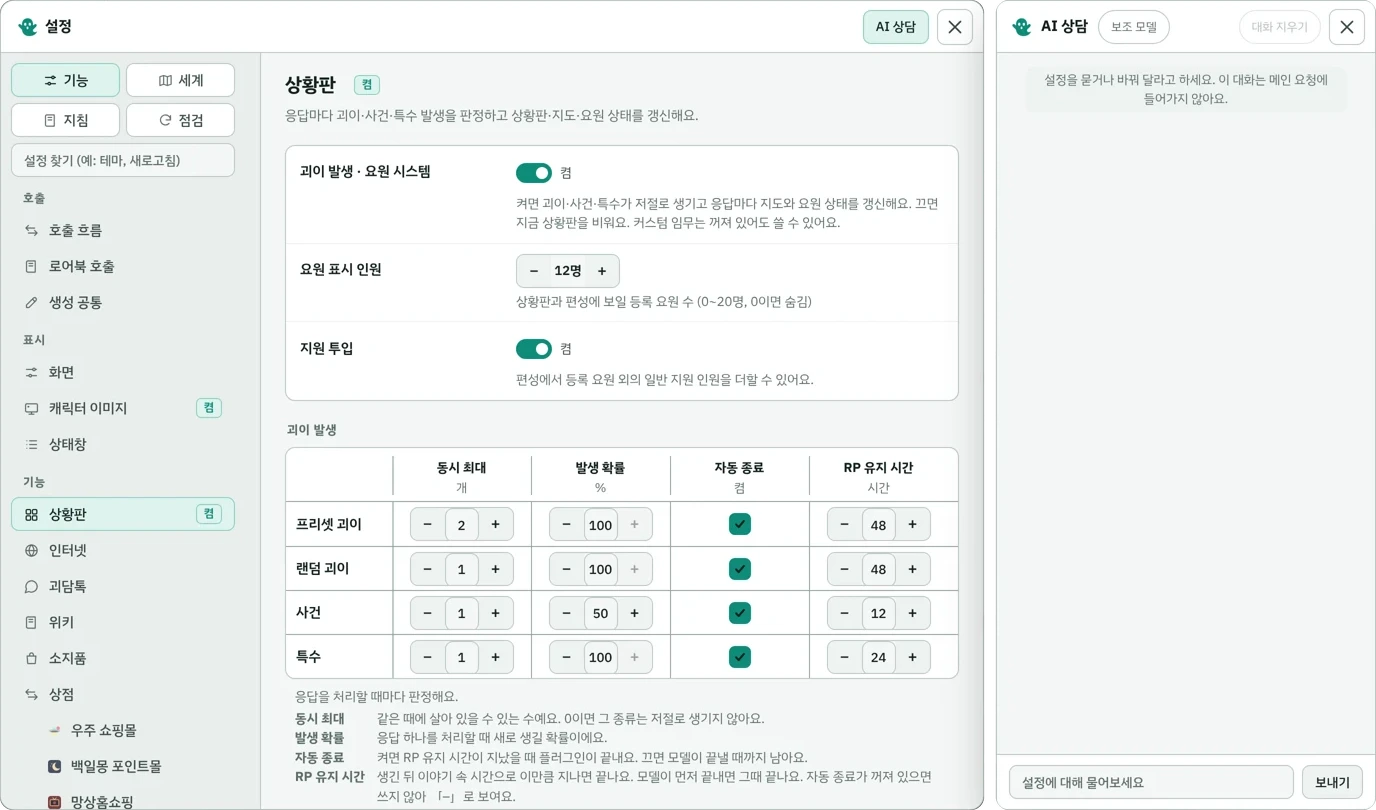 설정
AI 상담
기능
세계
지침
점검
설정 찾기 (예: 테마, 새로고침)
호출
호출 흐름
로어북 호출
생성 공통
표시
화면
캐릭터 이미지
켬
상태창
기능
상황판
켬
인터넷
괴담톡
위키
소지품
상점
우주 쇼핑몰
백일몽 포인트몰
망상홈쇼핑
상황판
켬
응답마다 괴이·사건·특수 발생을 판정하고 상황판·지도·요원 상태를 갱신해요.
괴이 발생 · 요원 시스템
켬
켜면 괴이·사건·특수가 저절로 생기고 응답마다 지도와 요원 상태를 갱신해요. 끄면
지금 상황판을 비워요. 커스텀 임무는 꺼져 있어도 쓸 수 있어요.
요원 표시 인원
− 12명 +
상황판과 편성에 보일 등록 요원 수 (0~20명, 0이면 숨김)
지원 투입
켬
편성에서 등록 요원 외의 일반 지원 인원을 더할 수 있어요.
괴이 발생
동시 최대 발생 확률 자동 종료 RP 유지 시간
개 % 켬 시간
프리셋 괴이 − 2 + − 100 + − 48 +
랜덤 괴이 − 1 + − 100 + − 48 +
사건 − 1 + − 50 + − 12 +
특수 − 1 + − 100 + − 24 +
응답을 처리할 때마다 판정해요.
동시 최대 같은 때에 살아 있을 수 있는 수예요. 0이면 그 종류는 저절로 생기지 않아요.
발생 확률 응답 하나를 처리할 때 새로 생길 확률이에요.
자동 종료 켜면 RP 유지 시간이 지났을 때 플러그인이 끝내요. 끄면 모델이 끝낼 때까지 남아요.
RP 유지 시간 생긴 뒤 이야기 속 시간으로 이만큼 지나면 끝나요. 모델이 먼저 끝내면 그때 끝나요. 자동 종료가 꺼져 있으면
쓰지 않아 「−」로 보여요.
AI 상담
보조 모델
대화 지우기
설정을 묻거나 바꿔 달라고 하세요. 이 대화는 메인 요청에
들어가지 않아요.
설정에 대해 물어보세요
보내기